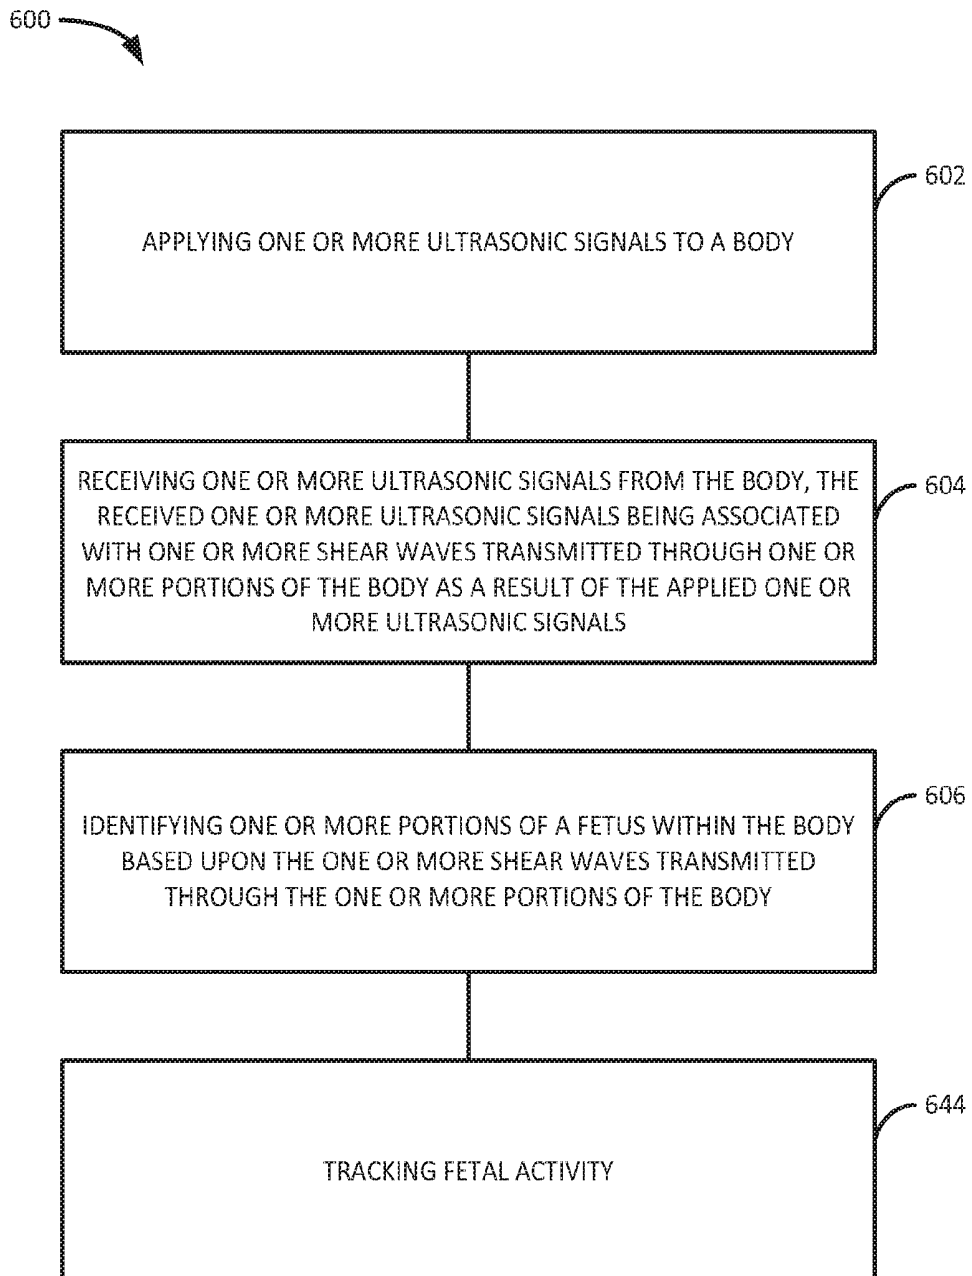 600
602
APPLYING ONE OR MORE ULTRASONIC SIGNALS TO A BODY
604
RECEIVING ONE OR MORE ULTRASONIC SIGNALS FROM THE BODY, THE
RECEIVED ONE OR MORE ULTRASONIC SIGNALS BEING ASSOCIATED
WITH ONE OR MORE SHEAR WAVES TRANSMITTED THROUGH ONE OR
MORE PORTIONS OF THE BODY AS A RESULT OF THE APPLIED ONE OR
MORE ULTRASONIC SIGNALS
606
IDENTIFYING ONE OR MORE PORTIONS OF A FETUS WITHIN THE BODY
BASED UPON THE ONE OR MORE SHEAR WAVES TRANSMITTED
THROUGH THE ONE OR MORE PORTIONS OF THE BODY
644
TRACKING FETAL ACTIVITY